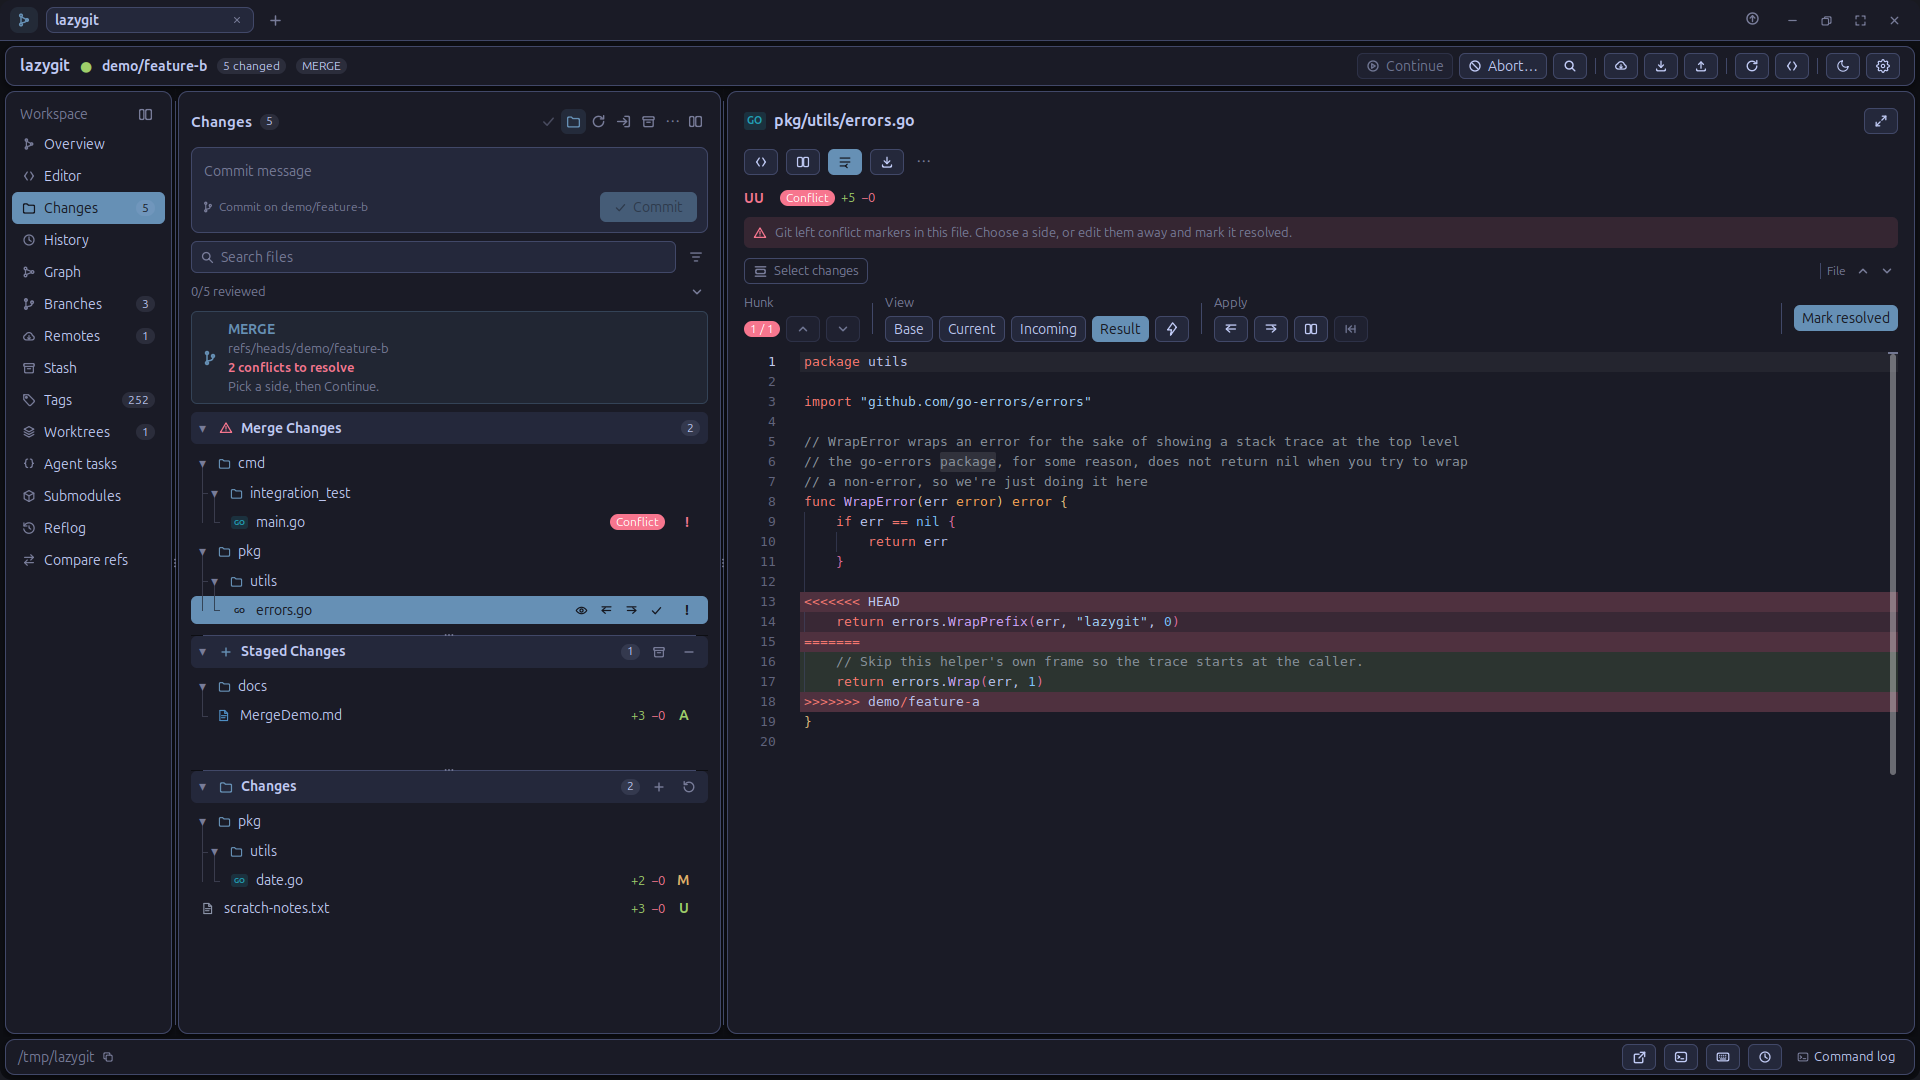 lazygit
lazygit demo/feature-b 5 changed MERGE
Continue Abort...
Workspace
Overview
Editor
Changes 5
History
Graph
Branches 3
Remotes 1
Stash
Tags 252
Worktrees 1
Agent tasks
Submodules
Reflog
Compare refs
Changes 5
Commit message
Commit on demo/feature-b
Commit
Search files
0/5 reviewed
MERGE
refs/heads/demo/feature-b
2 conflicts to resolve
Pick a side, then Continue.
Merge Changes 2
cmd
integration_test
GO main.go Conflict !
pkg
utils
GO errors.go !
Staged Changes 1
docs
MergeDemo.md +3 −0 A
Changes 2
pkg
utils
GO date.go +2 −0 M
scratch-notes.txt +3 −0 U
GO pkg/utils/errors.go
UU Conflict +5 −0
Git left conflict markers in this file. Choose a side, or edit them away and mark it resolved.
Select changes
File
Hunk View Apply
1 / 1 Base Current Incoming Result
Mark resolved
1 package utils
2
3 import "github.com/go-errors/errors"
4
5 // WrapError wraps an error for the sake of showing a stack trace at the top level
6 // the go-errors package, for some reason, does not return nil when you try to wrap
7 // a non-error, so we're just doing it here
8 func WrapError(err error) error {
9 if err == nil {
10 return err
11 }
12
13 <<<<<<< HEAD
14 return errors.WrapPrefix(err, "lazygit", 0)
15 =======
16 // Skip this helper's own frame so the trace starts at the caller.
17 return errors.Wrap(err, 1)
18 >>>>>>> demo/feature-a
19 }
20
/tmp/lazygit
Command log